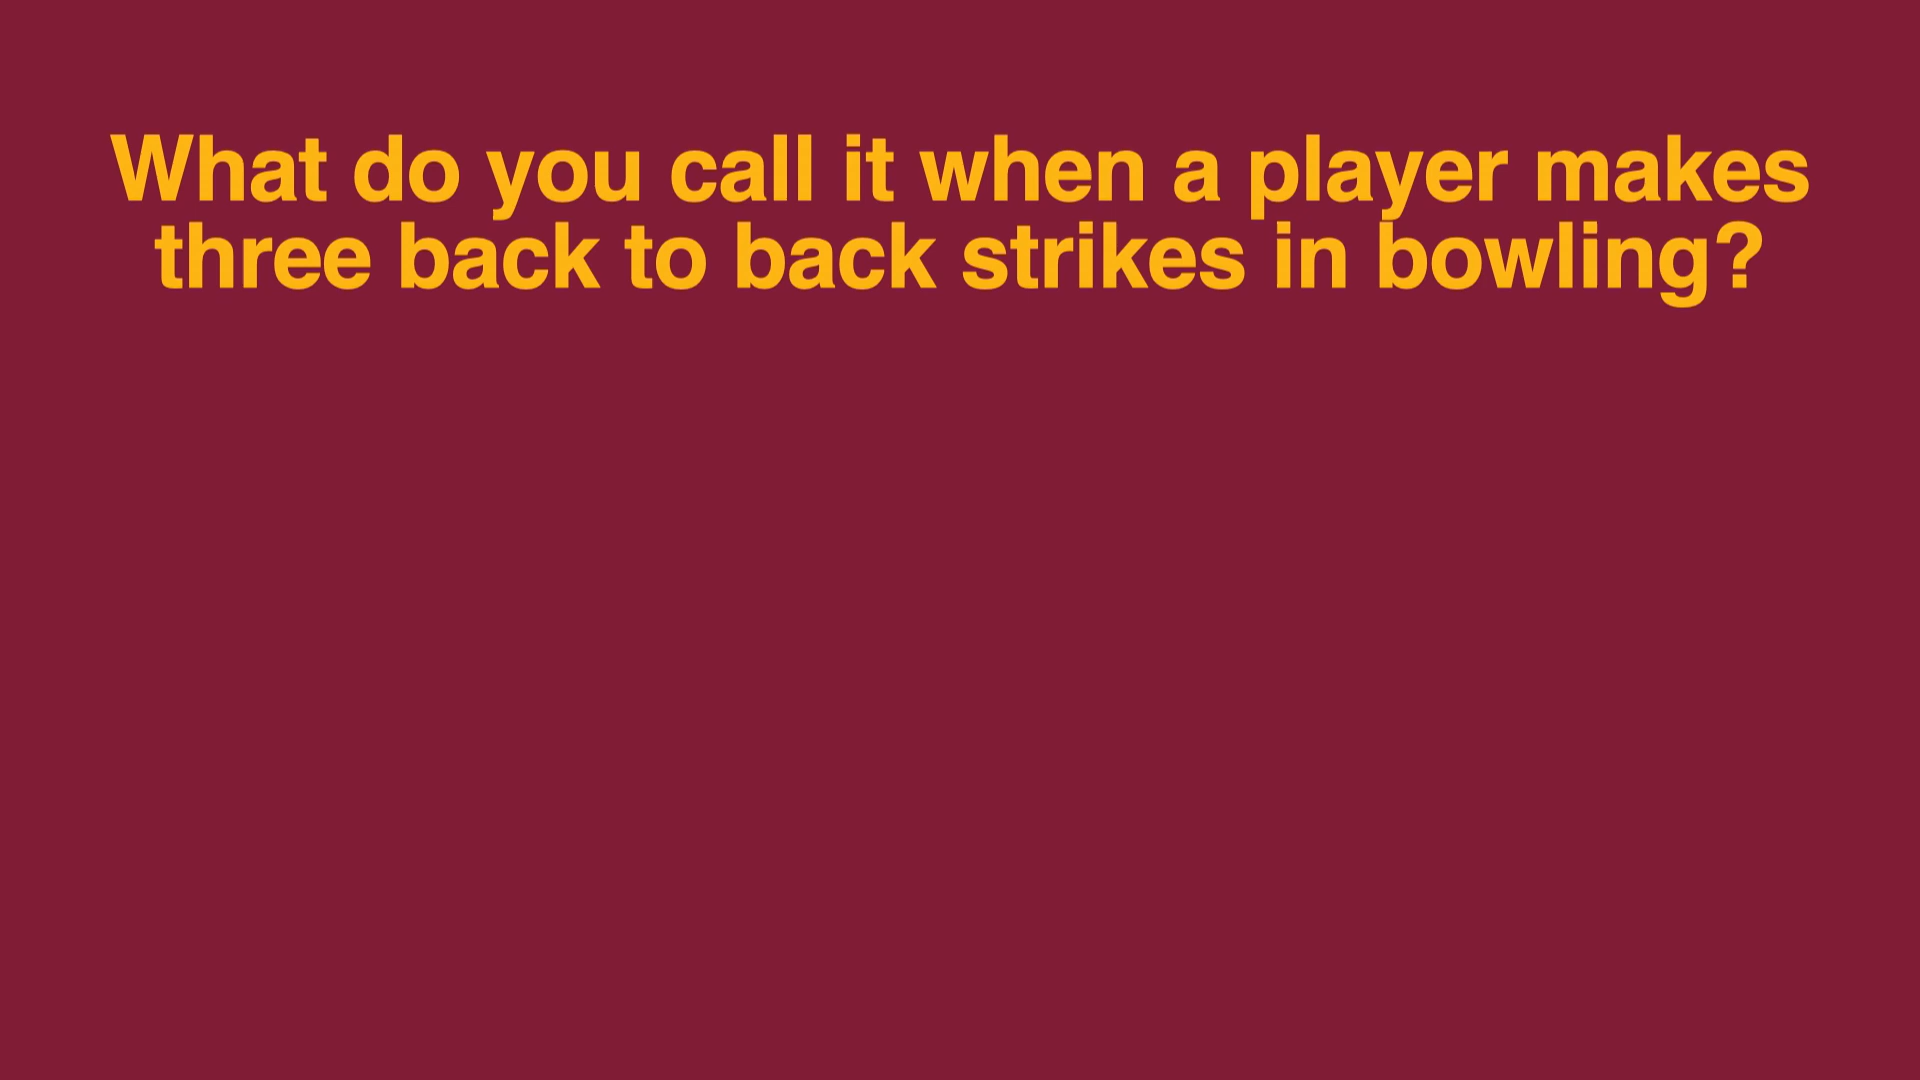 What do you call it when a player makes
three back to back strikes in bowling?